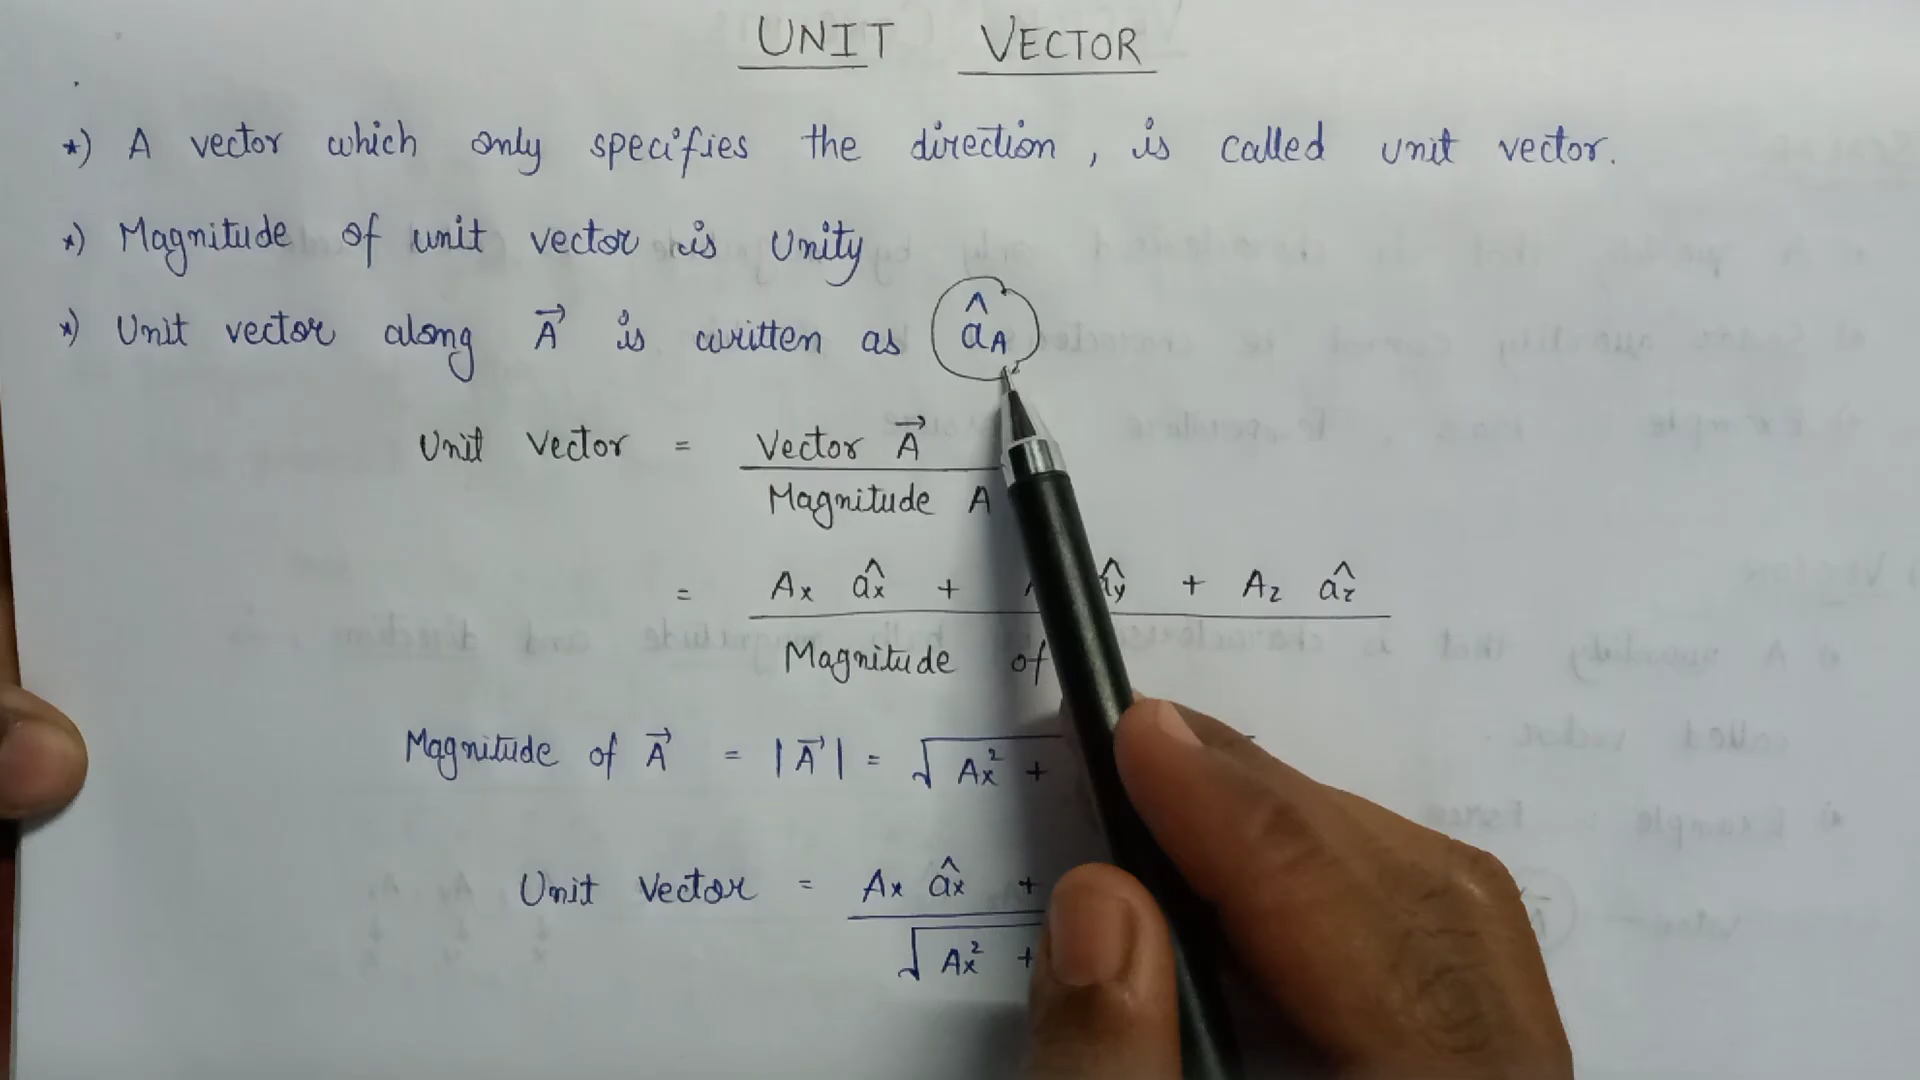 UNIT VECTOR
*) A vector which only specifies the direction, is called unit vector.
*) Magnitude of unit vector is Unity
*) Unit vector along A⃗ is written as âA
Unit Vector = Vector A⃗
Magnitude A
= Ax âx + ây + Az âz
Magnitude of
Magnitude of A⃗ = |A⃗| = √Ax² +
Unit Vector = Ax âx +
√Ax² +